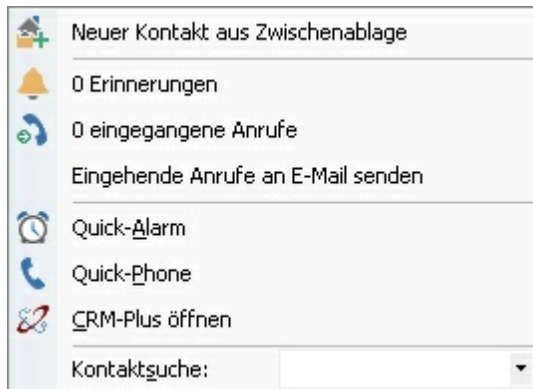 Neuer Kontakt aus Zwischenablage
0 Erinnerungen
0 eingegangene Anrufe
Eingehende Anrufe an E-Mail senden
Quick-Alarm
Quick-Phone
CRM-Plus öffnen
Kontaktsuche: